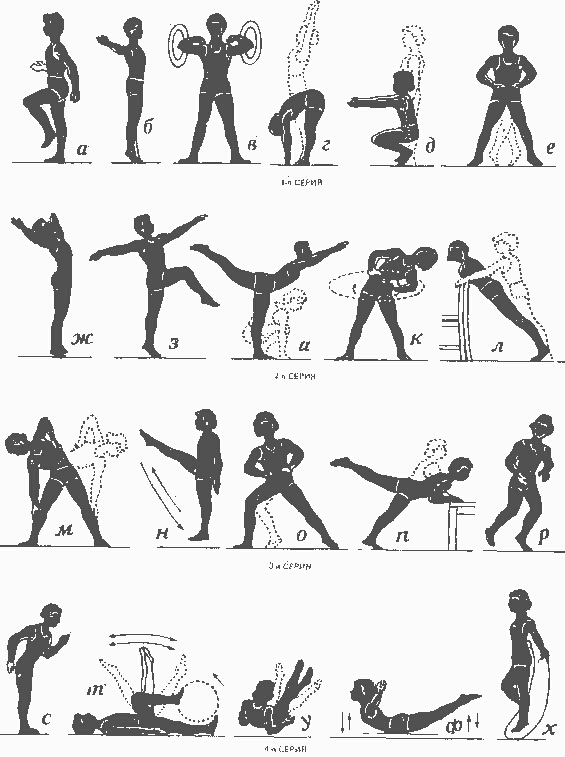 а б в г д е
1-я СЕРИЯ
ж з и к л
2-я СЕРИЯ
м н о п р
3-я СЕРИЯ
с т у ф х
4-я СЕРИЯ